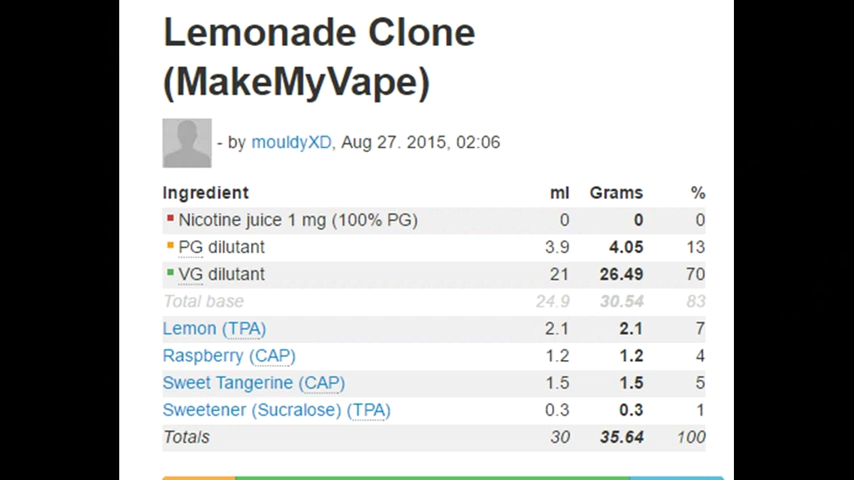 Lemonade Clone
(MakeMyVape)
- by mouldyXD, Aug 27. 2015, 02:06
Ingredient ml Grams %
Nicotine juice 1 mg (100% PG) 0 0 0
PG dilutant 3.9 4.05 13
VG dilutant 21 26.49 70
Total base 24.9 30.54 83
Lemon (TPA) 2.1 2.1 7
Raspberry (CAP) 1.2 1.2 4
Sweet Tangerine (CAP) 1.5 1.5 5
Sweetener (Sucralose) (TPA) 0.3 0.3 1
Totals 30 35.64 100